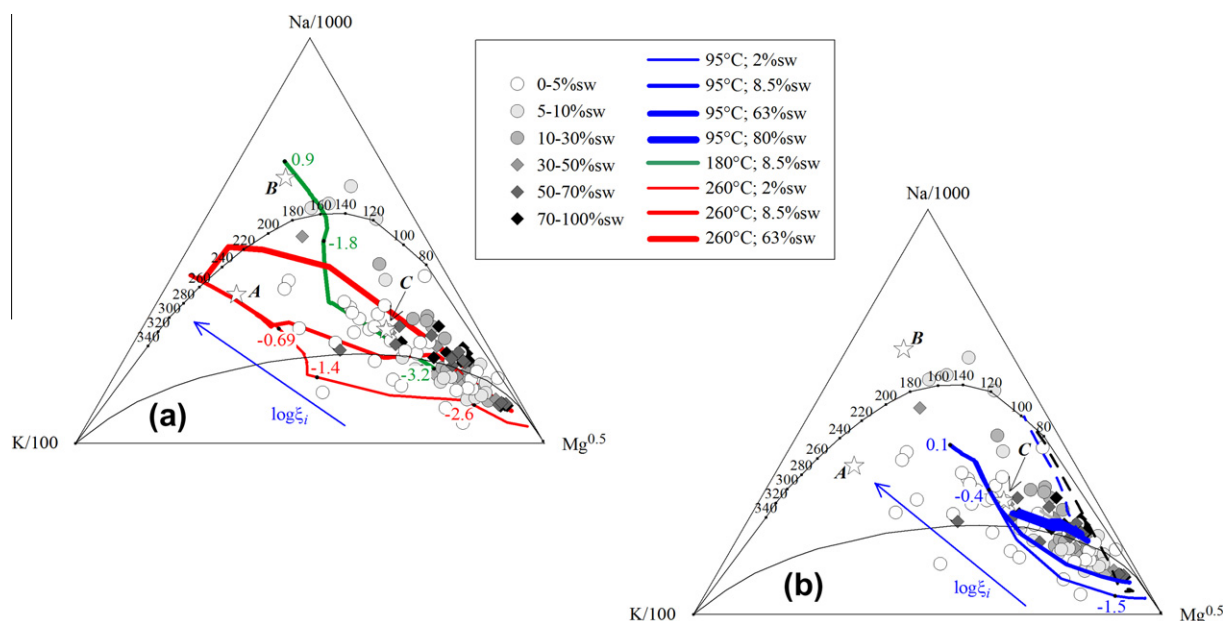 Na/1000
0-5%sw
5-10%sw
10-30%sw
30-50%sw
50-70%sw
70-100%sw
95°C; 2%sw
95°C; 8.5%sw
95°C; 63%sw
95°C; 80%sw
180°C; 8.5%sw
260°C; 2%sw
260°C; 8.5%sw
260°C; 63%sw
0.9
B
180 160 140
200 120
220 100
240 -1.8 80
260
280 A C
300
320
340 -0.69
-1.4 -3.2
-2.6
logξi
(a)
K/100 Mg^0.5
Na/1000
B
180 160 140
200 120
220 100
240 80
260 0.1
280 A C
300
320 -0.4
340
logξi
-1.5
(b)
K/100 Mg^0.5